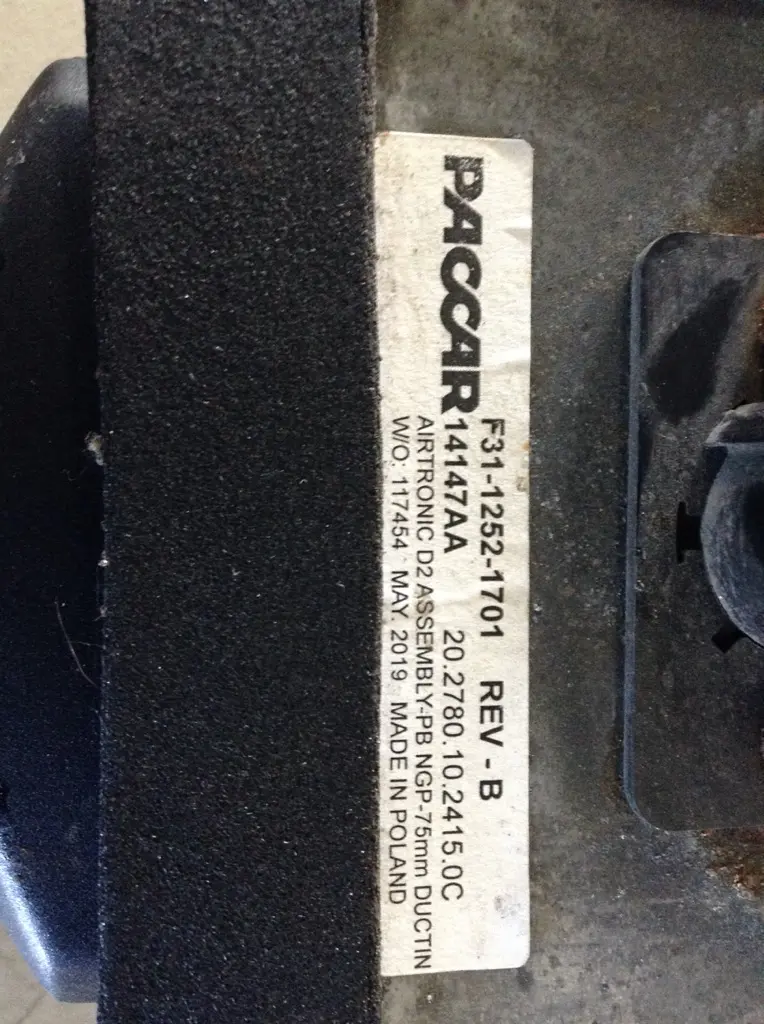 PACCAR
F31-1252-1701 REV - B
14147AA 20.2780.10.2415.0C
AIRTRONIC D2 ASSEMBLY-PB NGP-75mm DUCTIN
W/O: 117454 MAY. 2019 MADE IN POLAND